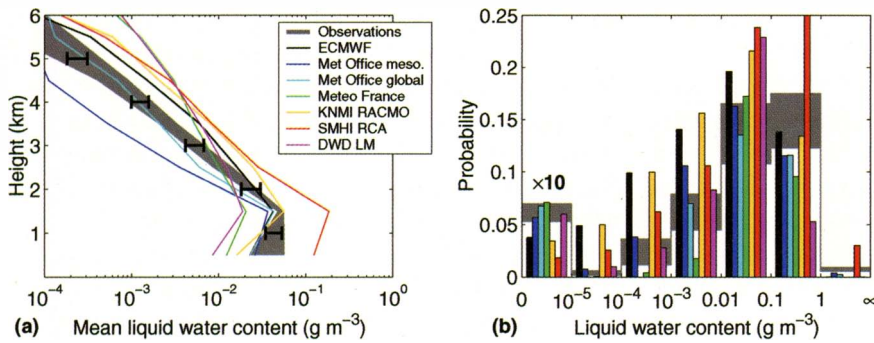 6
5
4
3
2
1
Height (km)
Observations
ECMWF
Met Office meso.
Met Office global
Meteo France
KNMI RACMO
SMHI RCA
DWD LM
10⁻⁴ 10⁻³ 10⁻² 10⁻¹ 10⁰
(a) Mean liquid water content (g m⁻³)
0.25
0.2
0.15
0.1
0.05
0
Probability
×10
0 10⁻⁵ 10⁻⁴ 10⁻³ 0.01 0.1 1 ∞
(b) Liquid water content (g m⁻³)